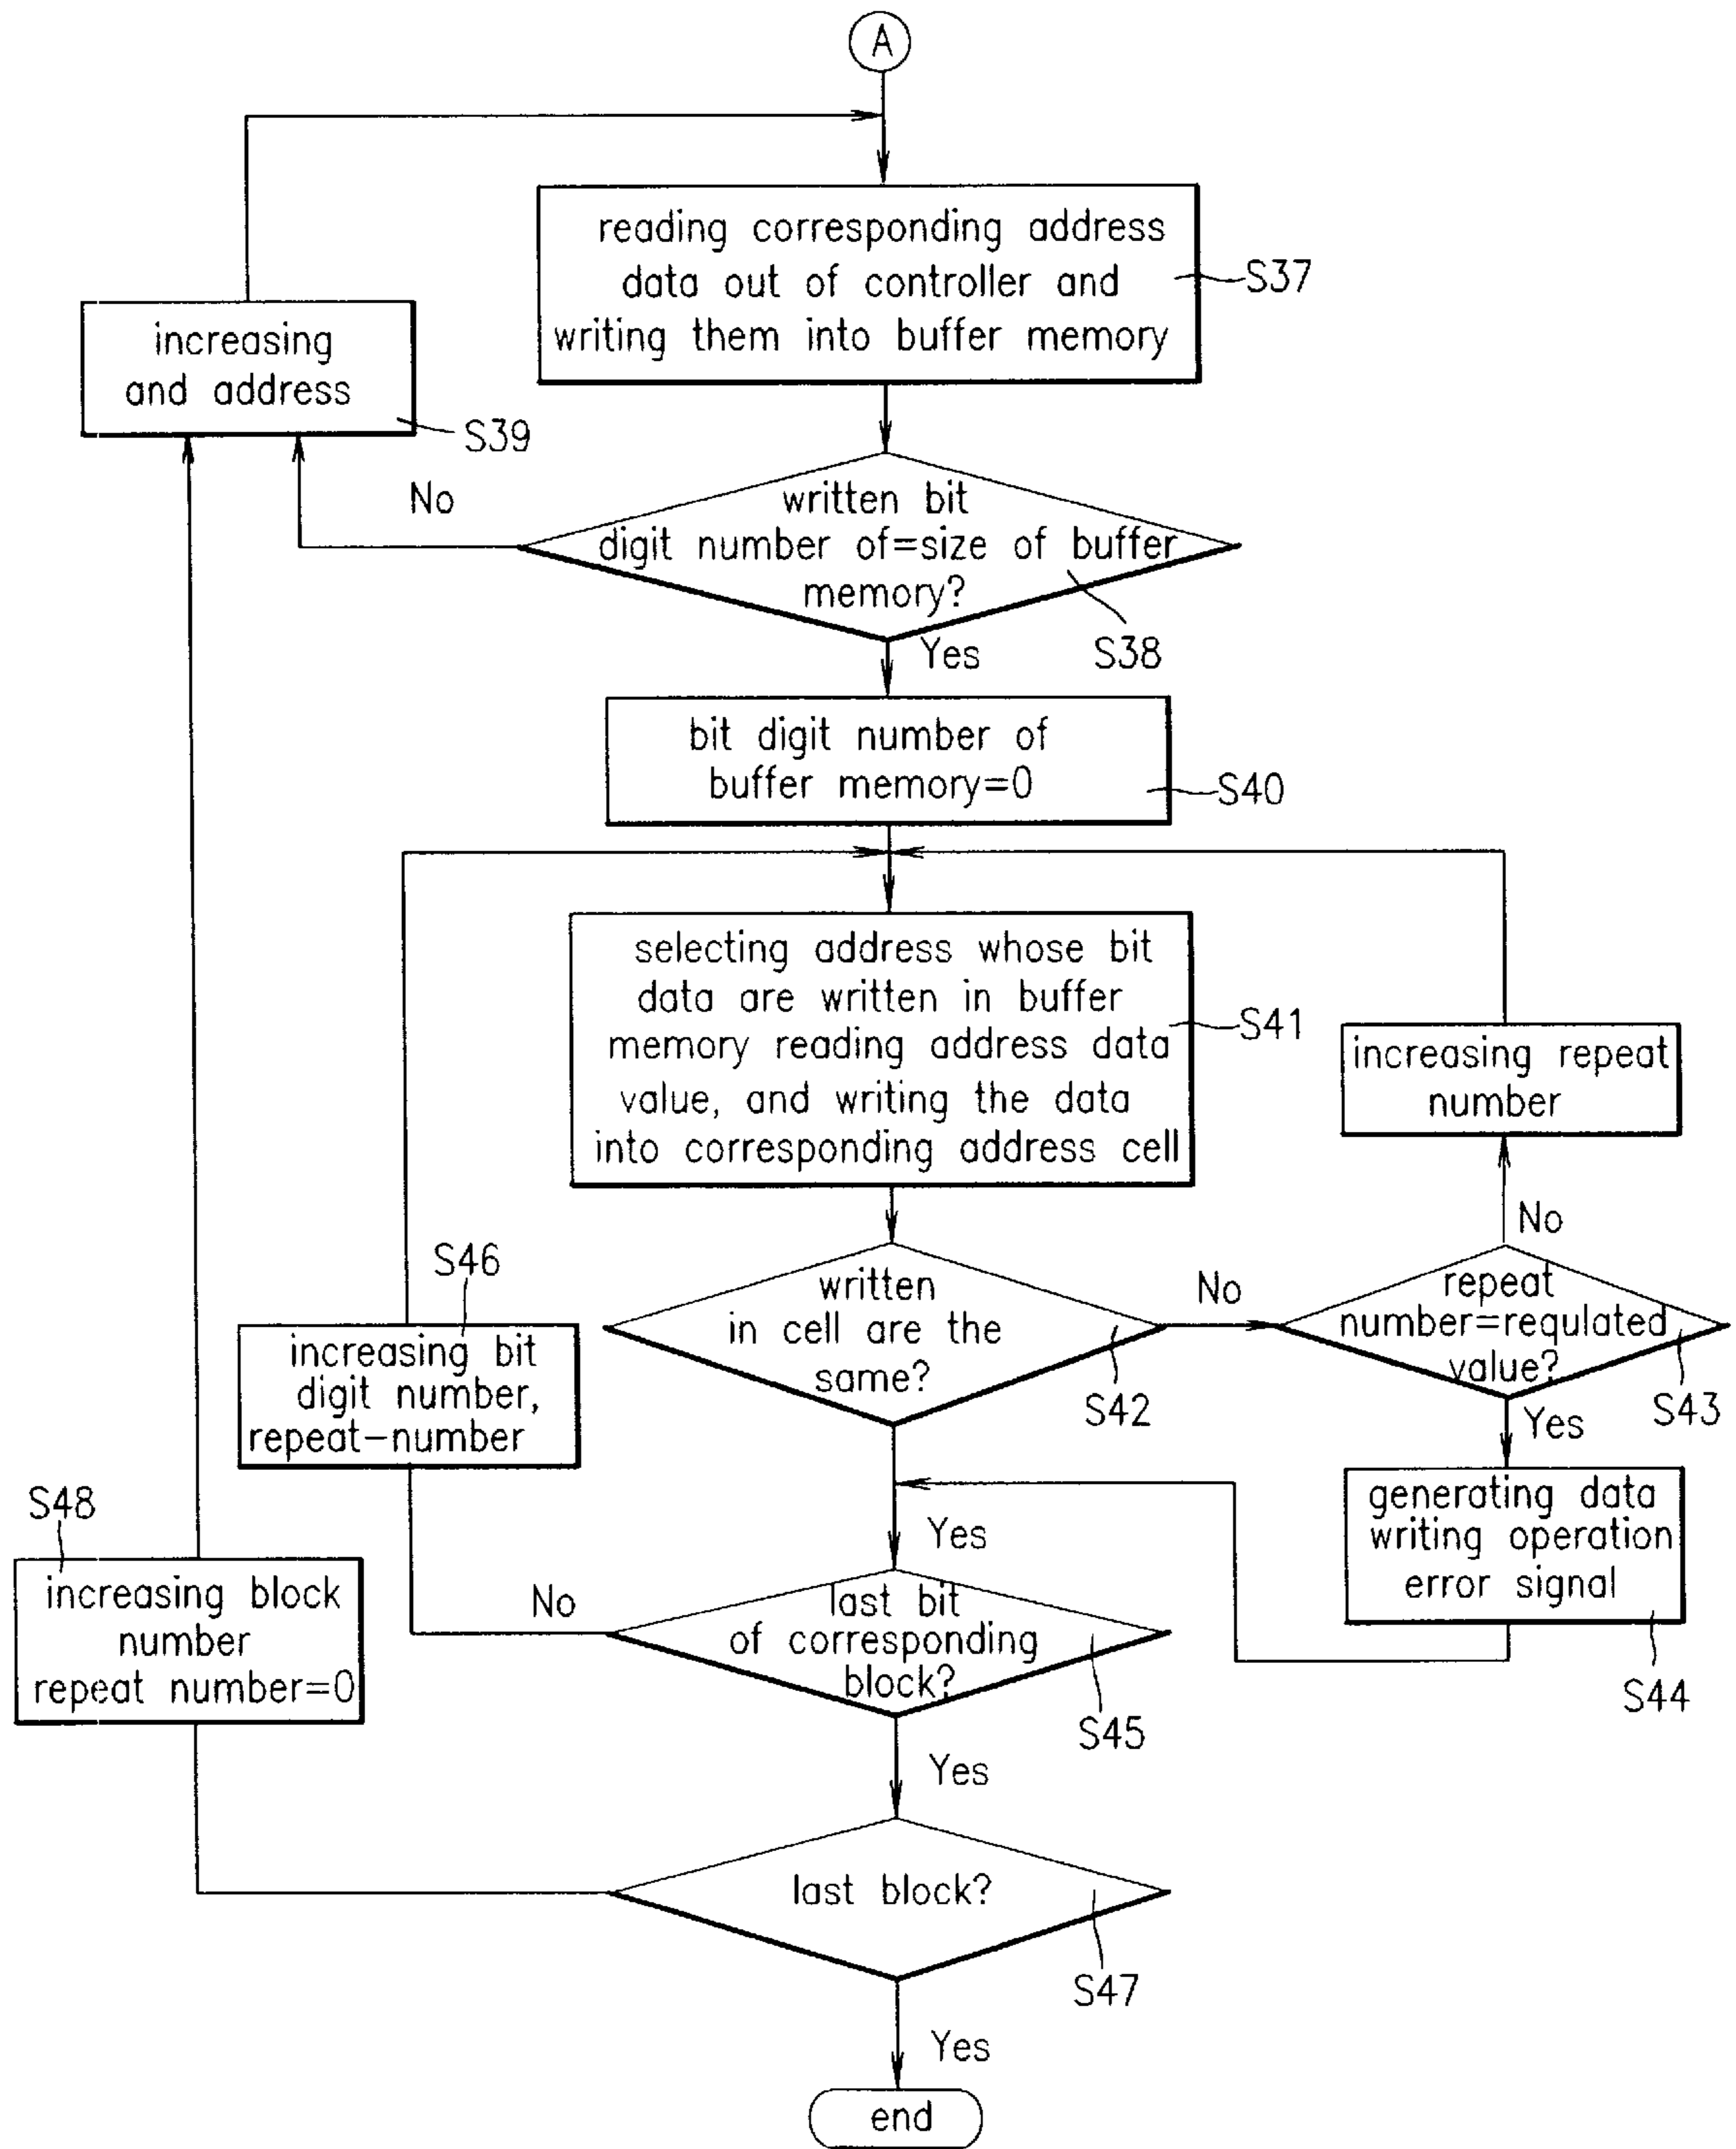 A
reading corresponding address
data out of controller and
writing them into buffer memory
S37
increasing
and address
S39
No
written bit
digit number of=size of buffer
memory?
S38
Yes
bit digit number of
buffer memory=0
S40
selecting address whose bit
data are written in buffer
memory reading address data
value, and writing the data
into corresponding address cell
S41
increasing repeat
number
No
S46
increasing bit
digit number,
repeat-number
written
in cell are the
same?
S42
No
repeat
number=requlated
value?
S43
Yes
generating data
writing operation
error signal
S44
Yes
S48
increasing block
number
repeat number=0
No
last bit
of corresponding
block?
S45
Yes
last block?
S47
Yes
end